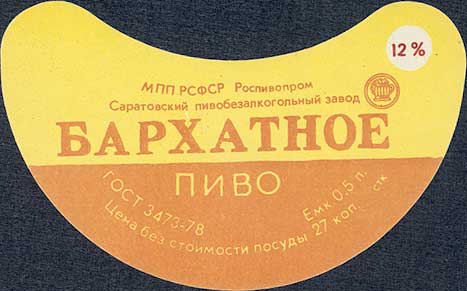 12 %
МПП РСФСР Роспивопром
Саратовский пивобезалкогольный завод
БАРХАТНОЕ
ПИВО
ГОСТ 3473-78
Емк 0,5 л.
Цена без стоимости посуды 27 коп. стк